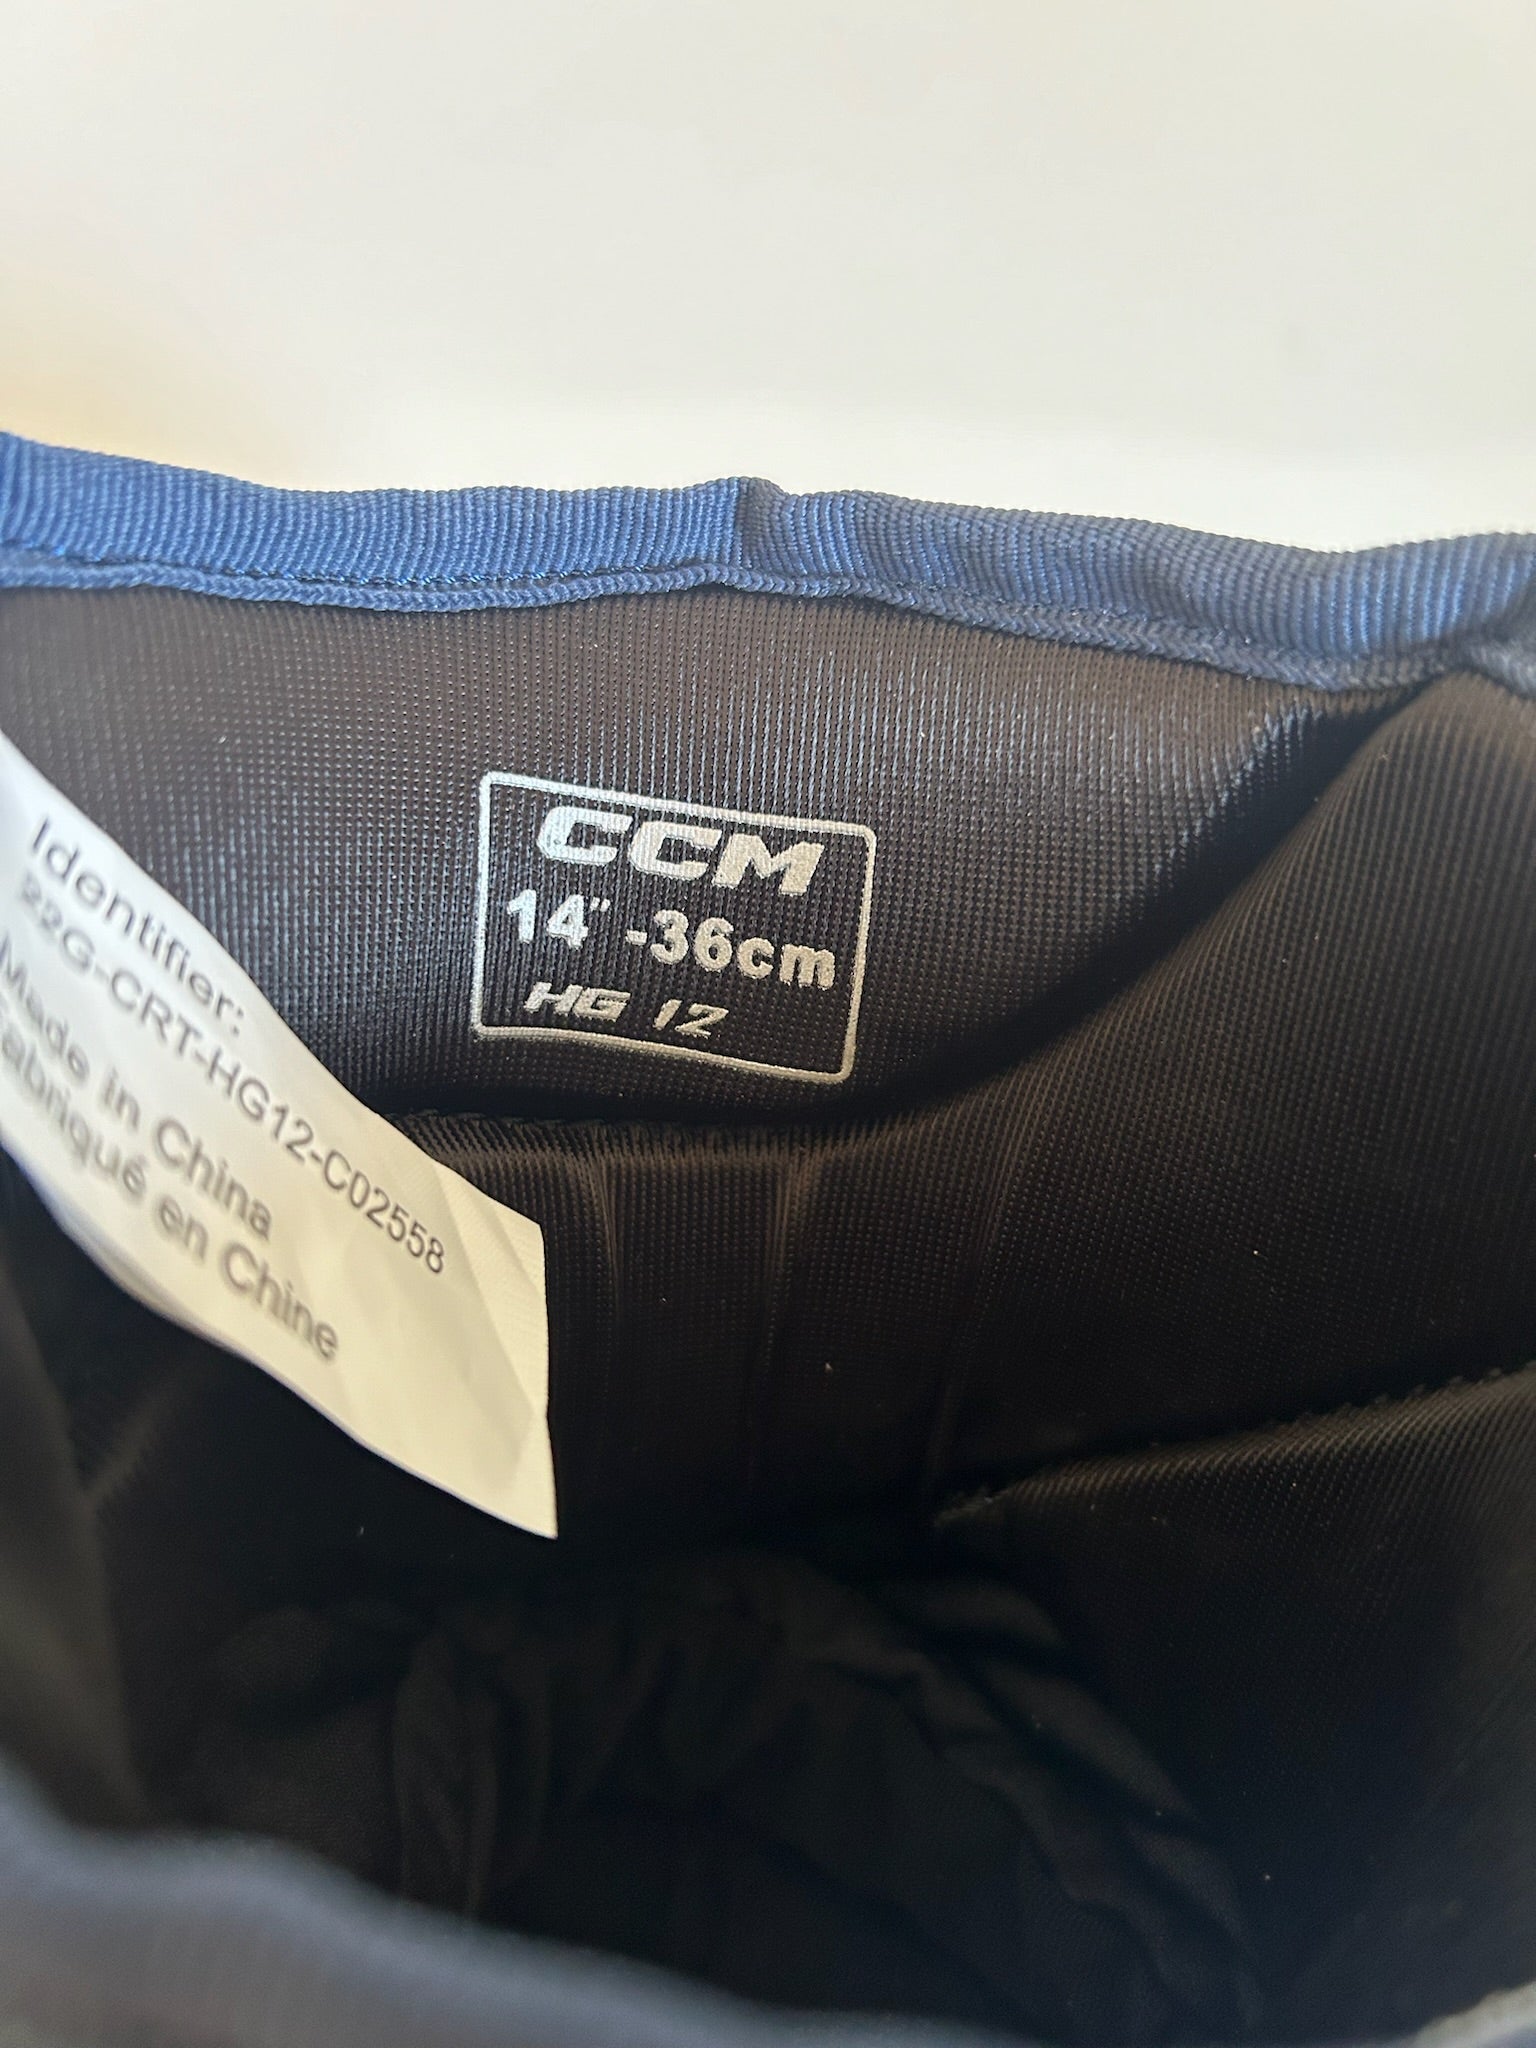 CCM
14" -36cm
HG 12
Identifier:
22G-CRT-HG12-C02558
Made in China
Fabriqué en Chine